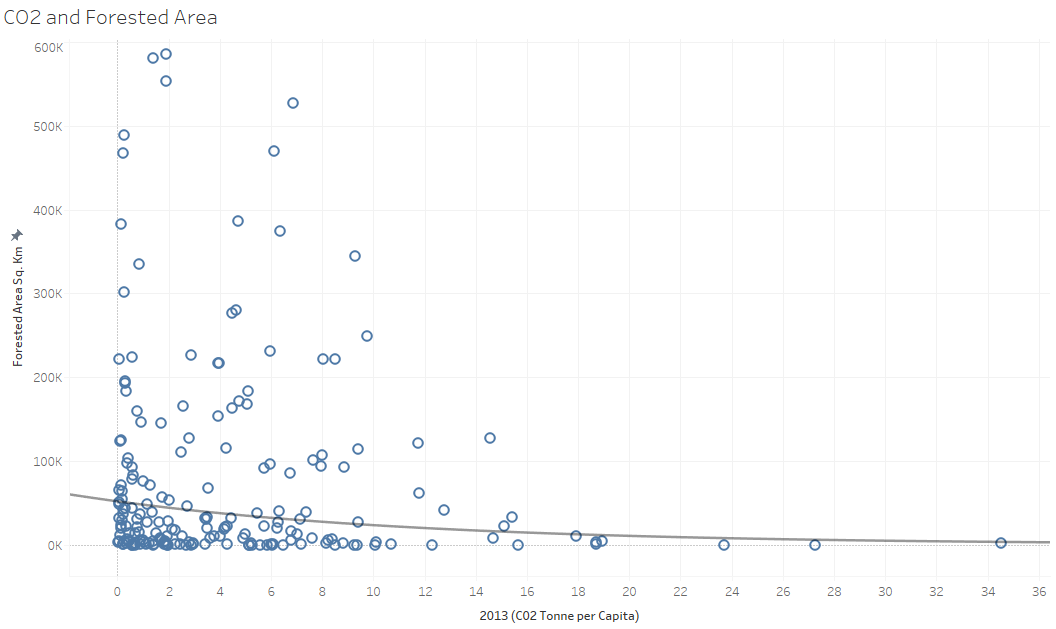 CO2 and Forested Area
600K
500K
400K
300K
200K
100K
0K
Forested Area Sq. Km
0 2 4 6 8 10 12 14 16 18 20 22 24 26 28 30 32 34 36
2013 (C02 Tonne per Capita)